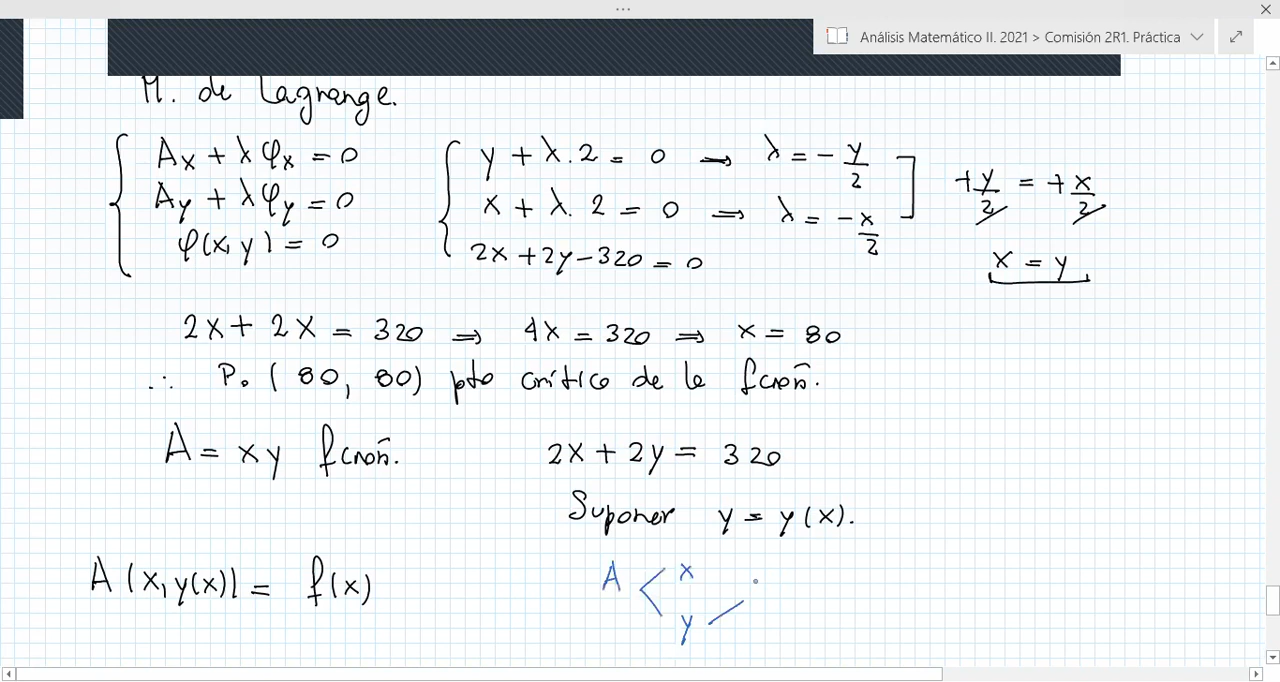 Análisis Matemático II. 2021 > Comisión 2R1. Práctica
M. de Lagrange.
Ax + λφx = 0
Ay + λφy = 0
φ(x,y) = 0
y + λ.2 = 0 → λ = - y/2
x + λ.2 = 0 ⇒ λ = - x/2
2x + 2y - 320 = 0
+y/2 = +x/2
x = y
2x + 2x = 320 ⇒ 4x = 320 ⇒ x = 80
∴ P₀(80, 80) pto crítico de la fción.
A = xy fción.
2x + 2y = 320
Suponer y = y(x).
A(x,y(x)) = f(x)
A < x
y